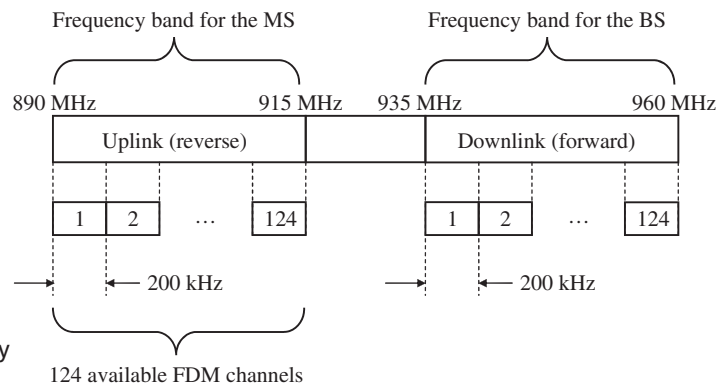 Frequency band for the MS
Frequency band for the BS
890 MHz
915 MHz
935 MHz
960 MHz
Uplink (reverse)
Downlink (forward)
1 2 … 124
1 2 … 124
200 kHz
200 kHz
y
124 available FDM channels